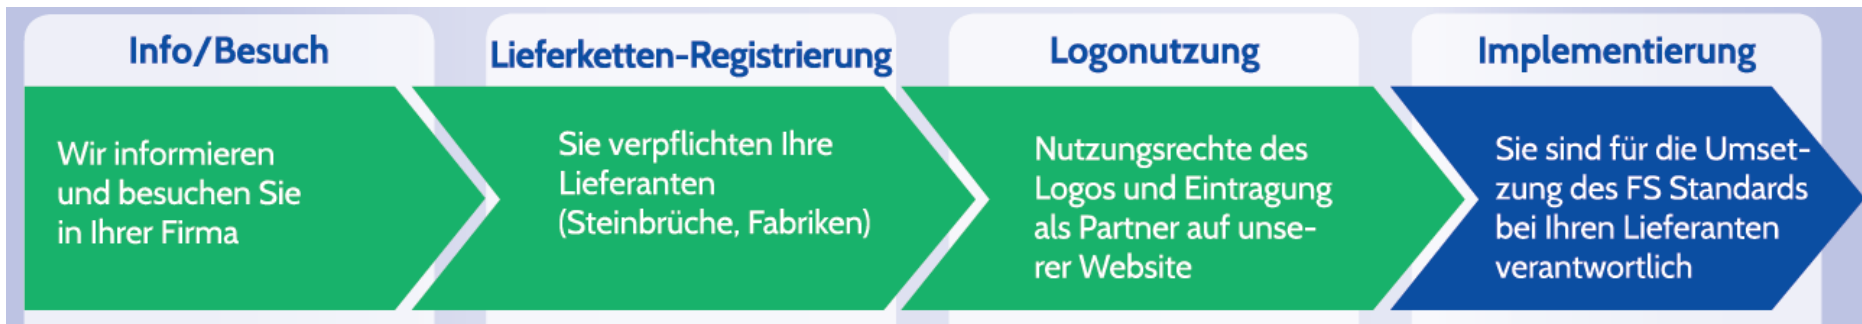 Info/Besuch
Wir informieren
und besuchen Sie
in Ihrer Firma
Lieferketten-Registrierung
Sie verpflichten Ihre
Lieferanten
(Steinbrüche, Fabriken)
Logonutzung
Nutzungsrechte des
Logos und Eintragung
als Partner auf unse-
rer Website
Implementierung
Sie sind für die Umset-
zung des FS Standards
bei Ihren Lieferanten
verantwortlich